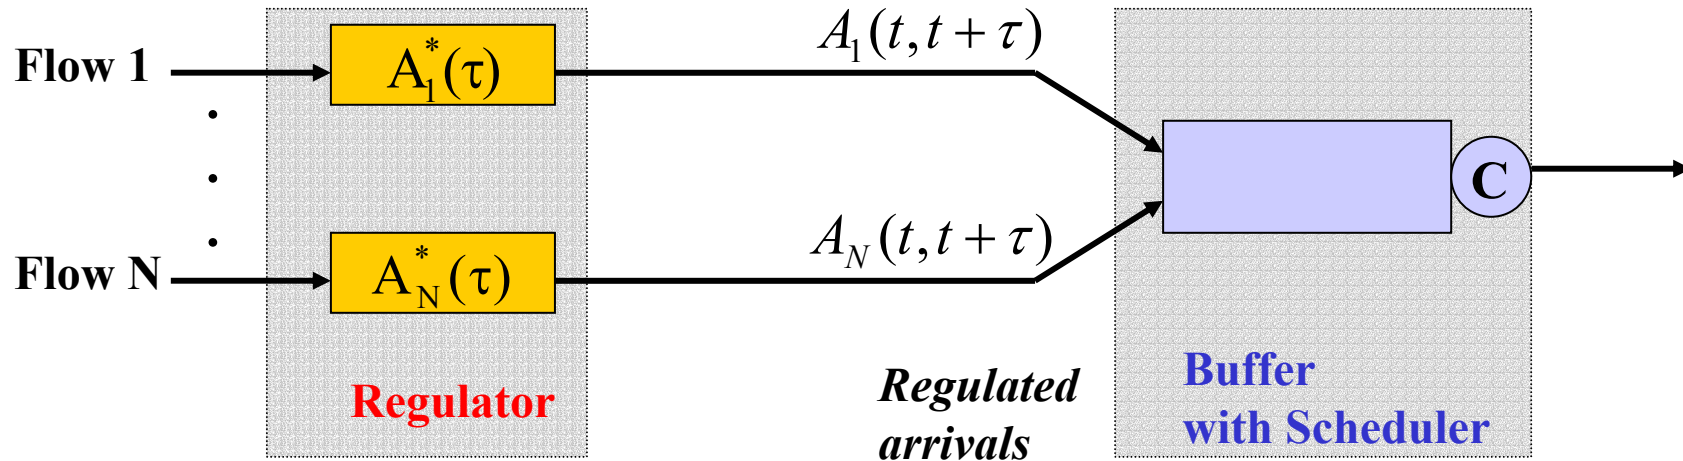 Flow 1
A₁*(τ)
A₁(t, t + τ)
.
.
.
Flow N
A_N*(τ)
A_N(t, t + τ)
C
Regulator
Regulated
arrivals
Buffer
with Scheduler